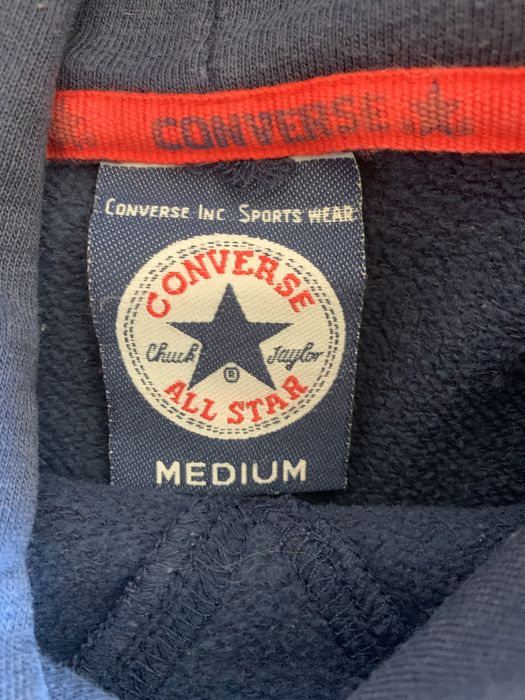 CONVERSE
CONVERSE INC SPORTS WEAR
CONVERSE
Chuck Taylor
®
ALL STAR
MEDIUM